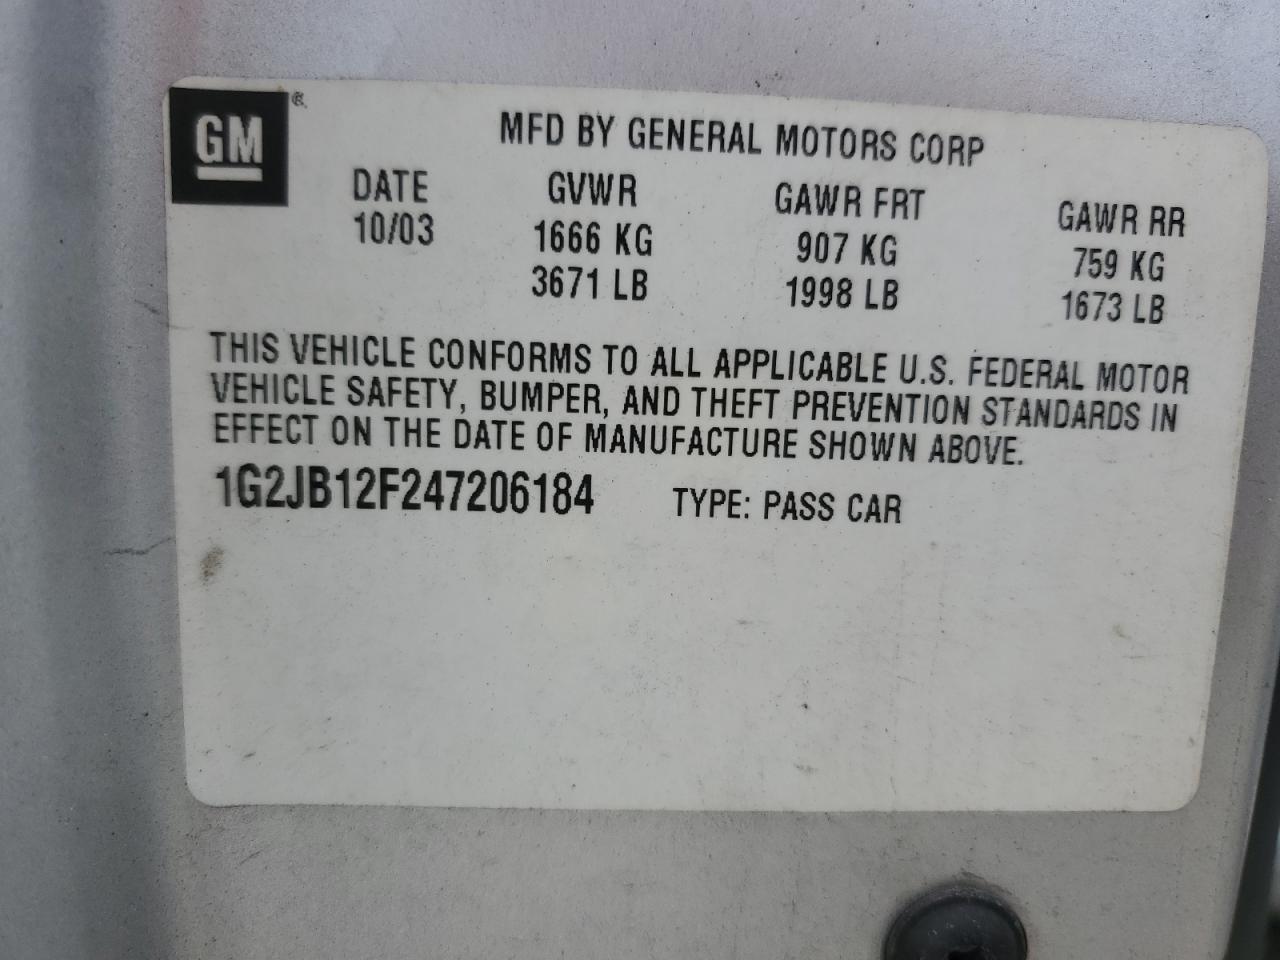 GM®
MFD BY GENERAL MOTORS CORP
DATE GVWR GAWR FRT GAWR RR
10/03 1666 KG 907 KG 759 KG
3671 LB 1998 LB 1673 LB
THIS VEHICLE CONFORMS TO ALL APPLICABLE U.S. FEDERAL MOTOR
VEHICLE SAFETY, BUMPER, AND THEFT PREVENTION STANDARDS IN
EFFECT ON THE DATE OF MANUFACTURE SHOWN ABOVE.
1G2JB12F247206184 TYPE: PASS CAR